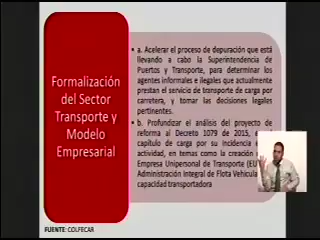 Formalización
del Sector
Transporte y
Modelo
Empresarial
a. Acelerar el proceso de depuración que está
llevando a cabo la Superintendencia de
Puertos y Transporte, para determinar los
agentes informales e ilegales que actualmente
prestan el servicio de transporte de carga por
carretera, y tomar las decisiones legales
pertinentes.
b. Profundizar el análisis del proyecto de
reforma al Decreto 1079 de 2015,
capítulo de carga por su incidencia
actividad, en temas como la creación
Empresa Unipersonal de Transporte (EU
Administración Integral de Flota Vehicula
capacidad transportadora
FUENTE: COLFECAR